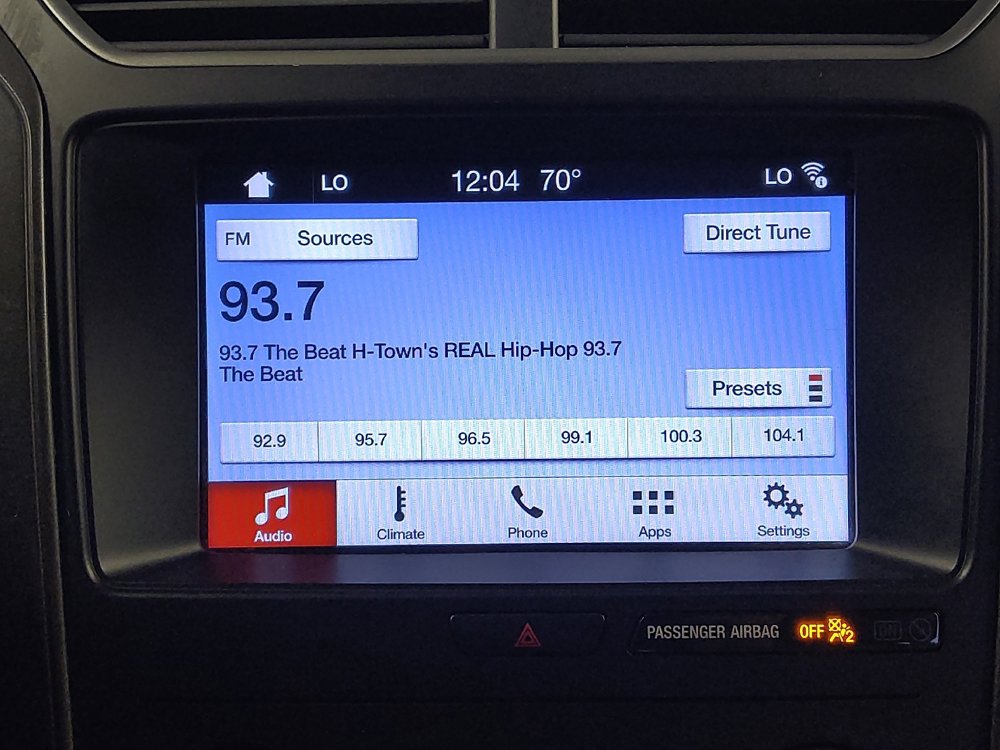 LO 12:04 70° LO
FM Sources
Direct Tune
93.7
93.7 The Beat H-Town's REAL Hip-Hop 93.7
The Beat
Presets
92.9 95.7 96.5 99.1 100.3 104.1
Audio Climate Phone Apps Settings
PASSENGER AIRBAG OFF 2 ON